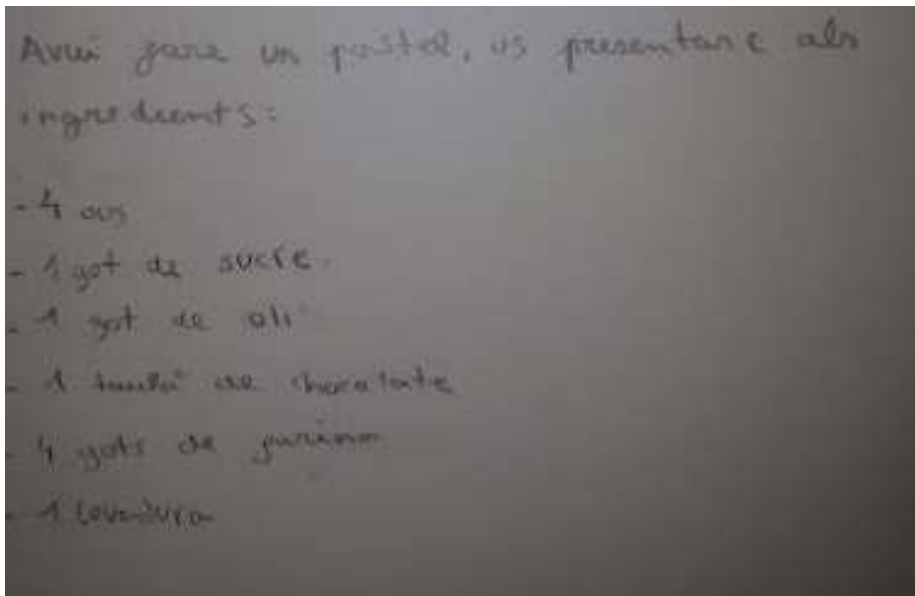 Avui fare un pastel, us presentare als
ingredients:
- 4 ous
- 1 got de sucre.
- 1 got de oli
- 1 de chocolate
- 4 gots de farina
- 1 levadura